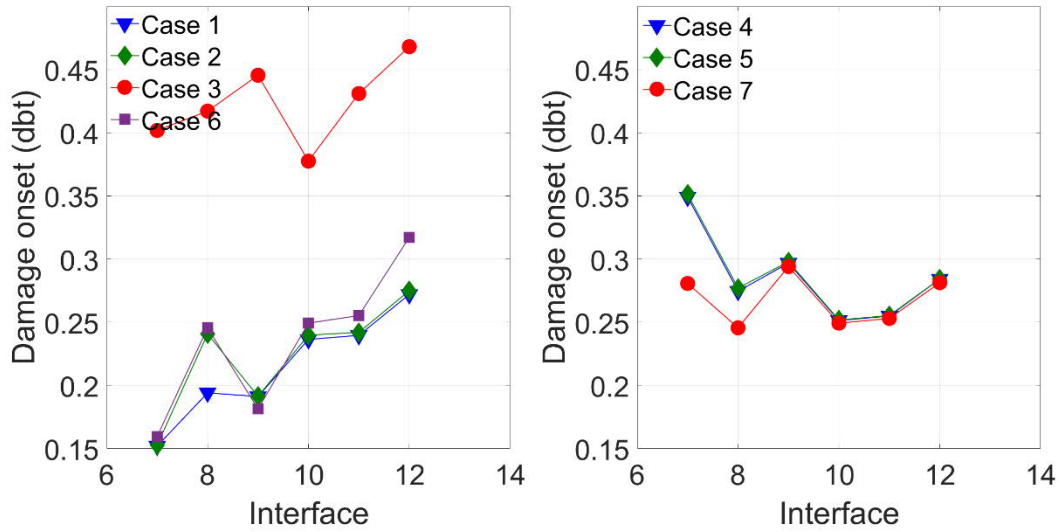 Case 1
Case 2
Case 3
Case 6
Damage onset (dbt)
0.45
0.4
0.35
0.3
0.25
0.2
0.15
6 8 10 12 14
Interface
Case 4
Case 5
Case 7
Damage onset (dbt)
0.45
0.4
0.35
0.3
0.25
0.2
0.15
6 8 10 12 14
Interface